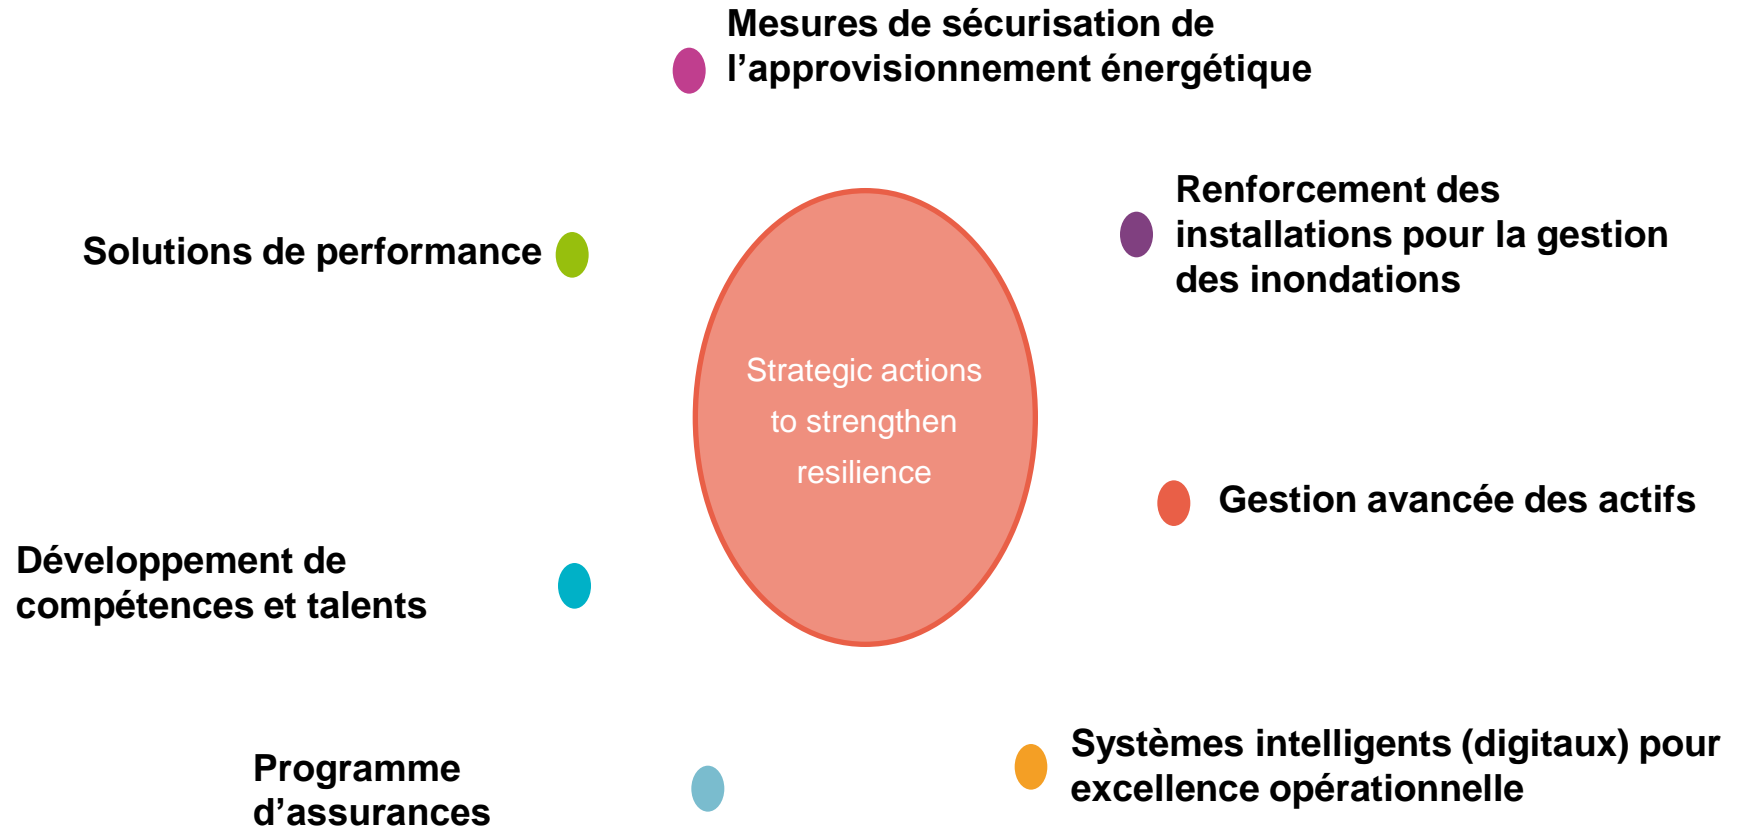 Mesures de sécurisation de
l’approvisionnement énergétique
Renforcement des
installations pour la gestion
des inondations
Solutions de performance
Strategic actions
to strengthen
resilience
Gestion avancée des actifs
Développement de
compétences et talents
Systèmes intelligents (digitaux) pour
excellence opérationnelle
Programme
d’assurances